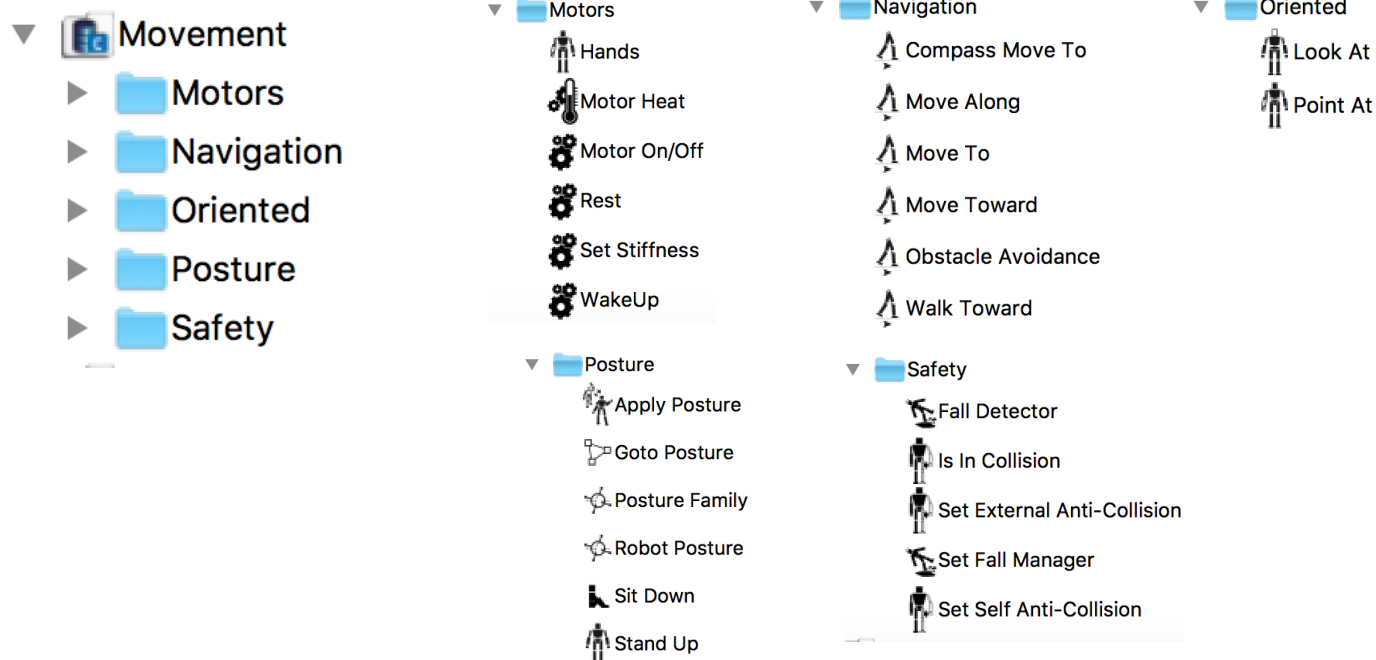 Movement
Motors
Navigation
Oriented
Posture
Safety
Motors
Hands
Motor Heat
Motor On/Off
Rest
Set Stiffness
WakeUp
Navigation
Compass Move To
Move Along
Move To
Move Toward
Obstacle Avoidance
Walk Toward
Oriented
Look At
Point At
Posture
Apply Posture
Goto Posture
Posture Family
Robot Posture
Sit Down
Stand Up
Safety
Fall Detector
Is In Collision
Set External Anti-Collision
Set Fall Manager
Set Self Anti-Collision